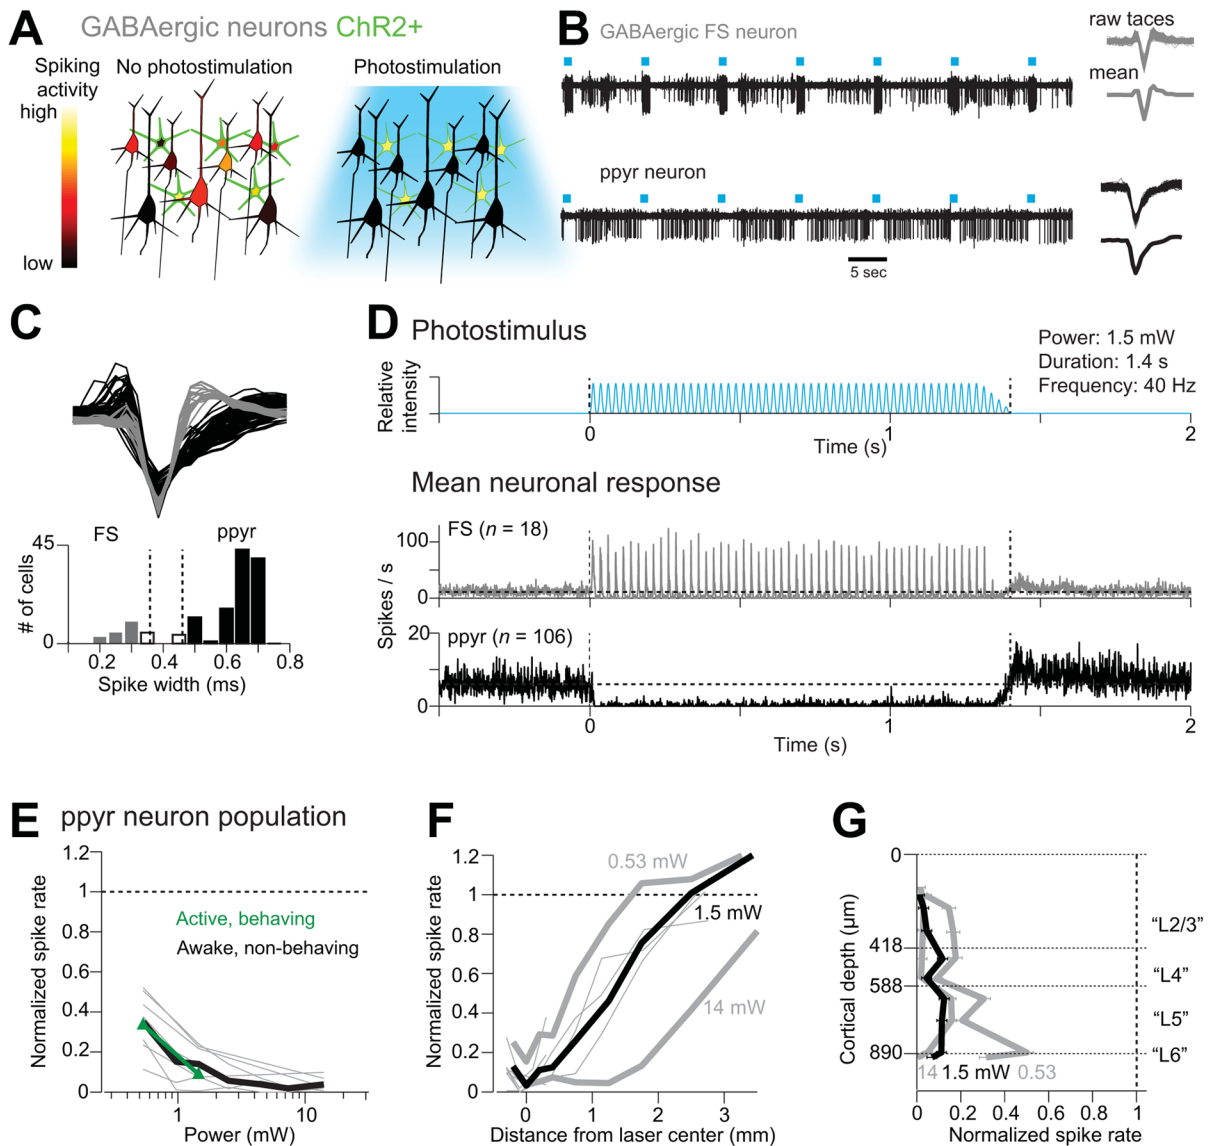 A
GABAergic neurons ChR2+
Spiking
activity
high
low
No photostimulation
Photostimulation
B
GABAergic FS neuron
raw taces
mean
ppyr neuron
5 sec
C
FS
ppyr
45
0
# of cells
0.2
0.4
0.6
0.8
Spike width (ms)
D
Photostimulus
Power: 1.5 mW
Duration: 1.4 s
Frequency: 40 Hz
Relative
intensity
0
1
2
Time (s)
Mean neuronal response
FS (n = 18)
100
0
Spikes / s
ppyr (n = 106)
20
0
0
1
2
Time (s)
E
ppyr neuron population
1.2
1
0.8
0.6
0.4
0.2
0
Normalized spike rate
Active, behaving
Awake, non-behaving
1
10
Power (mW)
F
1.2
1
0.8
0.6
0.4
0.2
0
Normalized spike rate
0.53 mW
1.5 mW
14 mW
0
1
2
3
Distance from laser center (mm)
G
0
418
588
890
Cortical depth (µm)
“L2/3”
“L4”
“L5”
“L6”
14
1.5 mW
0.53
0
0.2
0.4
0.6
0.8
1
Normalized spike rate